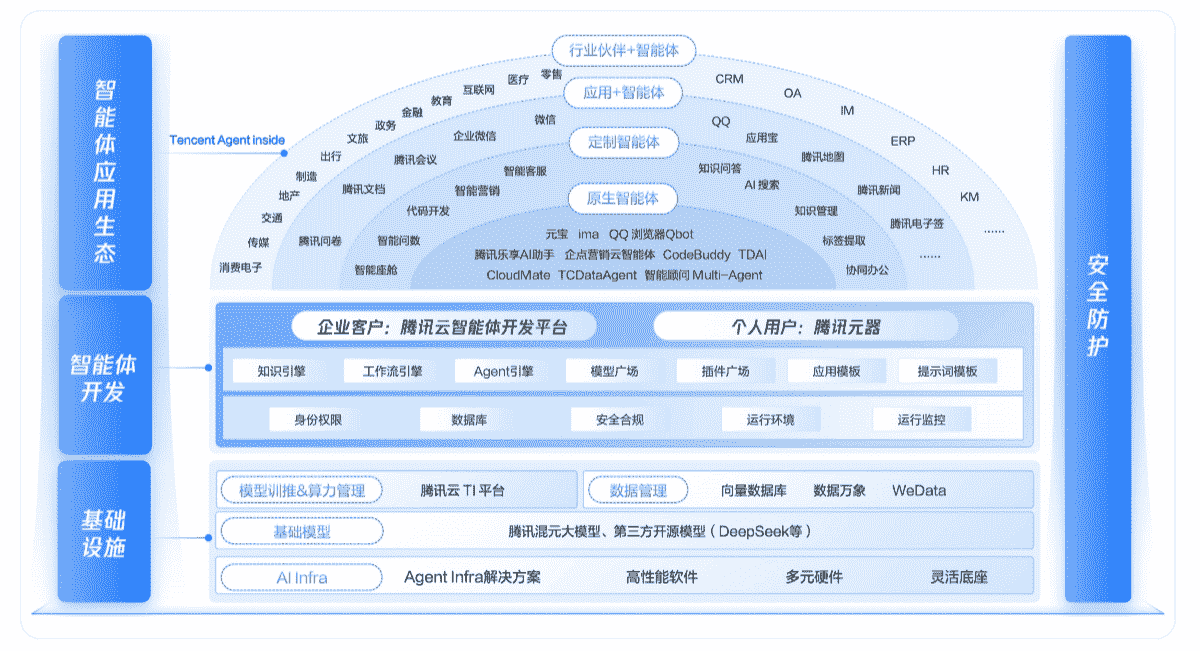 智能体应用生态
Tencent Agent inside
行业伙伴+智能体
消费电子
传媒
交通
地产
制造
出行
文旅
政务
金融
教育
互联网
医疗
零售
CRM
OA
IM
ERP
HR
KM
……
应用+智能体
腾讯问卷
腾讯文档
腾讯会议
企业微信
微信
QQ
应用宝
腾讯地图
腾讯新闻
腾讯电子签
……
定制智能体
智能座舱
智能问数
代码开发
智能营销
智能客服
知识问答
AI 搜索
知识管理
标签提取
协同办公
原生智能体
元宝 ima QQ 浏览器Qbot
腾讯乐享AI助手 企点营销云智能体 CodeBuddy TDAI
CloudMate TCDataAgent 智能顾问 Multi-Agent
智能体
开发
企业客户：腾讯云智能体开发平台 个人用户：腾讯元器
知识引擎 工作流引擎 Agent引擎 模型广场 插件广场 应用模板 提示词模板
身份权限 数据库 安全合规 运行环境 运行监控
基础
设施
模型训推&算力管理 腾讯云 TI 平台 数据管理 向量数据库 数据万象 WeData
基础模型 腾讯混元大模型、第三方开源模型（DeepSeek等）
AI Infra Agent Infra解决方案 高性能软件 多元硬件 灵活底座
安全防护